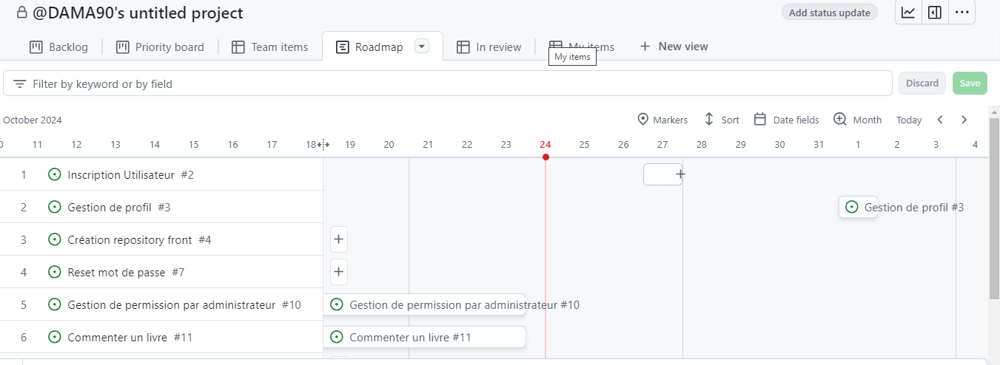 @DAMA90's untitled project
Add status update
Backlog
Priority board
Team items
Roadmap
In review
My items
New view
My items
Filter by keyword or by field
Discard
Save
October 2024
Markers
Sort
Date fields
Month
Today
0 11 12 13 14 15 16 17 18 19 20 21 22 23 24 25 26 27 28 29 30 31 1 2 3 4
1 Inscription Utilisateur #2
2 Gestion de profil #3
Gestion de profil #3
3 Création repository front #4
4 Reset mot de passe #7
5 Gestion de permission par administrateur #10
Gestion de permission par administrateur #10
6 Commenter un livre #11
Commenter un livre #11